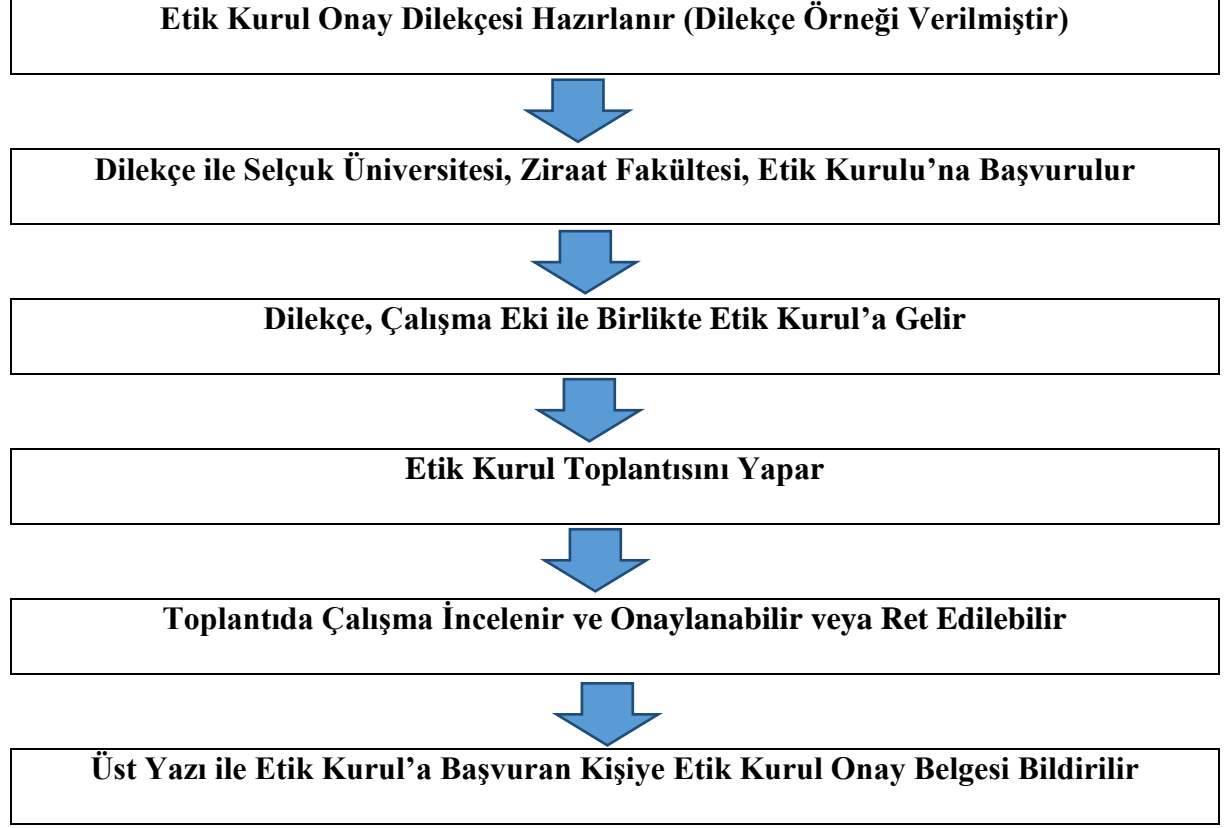 Etik Kurul Onay Dilekçesi Hazırlanır (Dilekçe Örneği Verilmiştir)
Dilekçe ile Selçuk Üniversitesi, Ziraat Fakültesi, Etik Kurulu’na Başvurulur
Dilekçe, Çalışma Eki ile Birlikte Etik Kurul’a Gelir
Etik Kurul Toplantısını Yapar
Toplantıda Çalışma İncelenir ve Onaylanabilir veya Ret Edilebilir
Üst Yazı ile Etik Kurul’a Başvuran Kişiye Etik Kurul Onay Belgesi Bildirilir